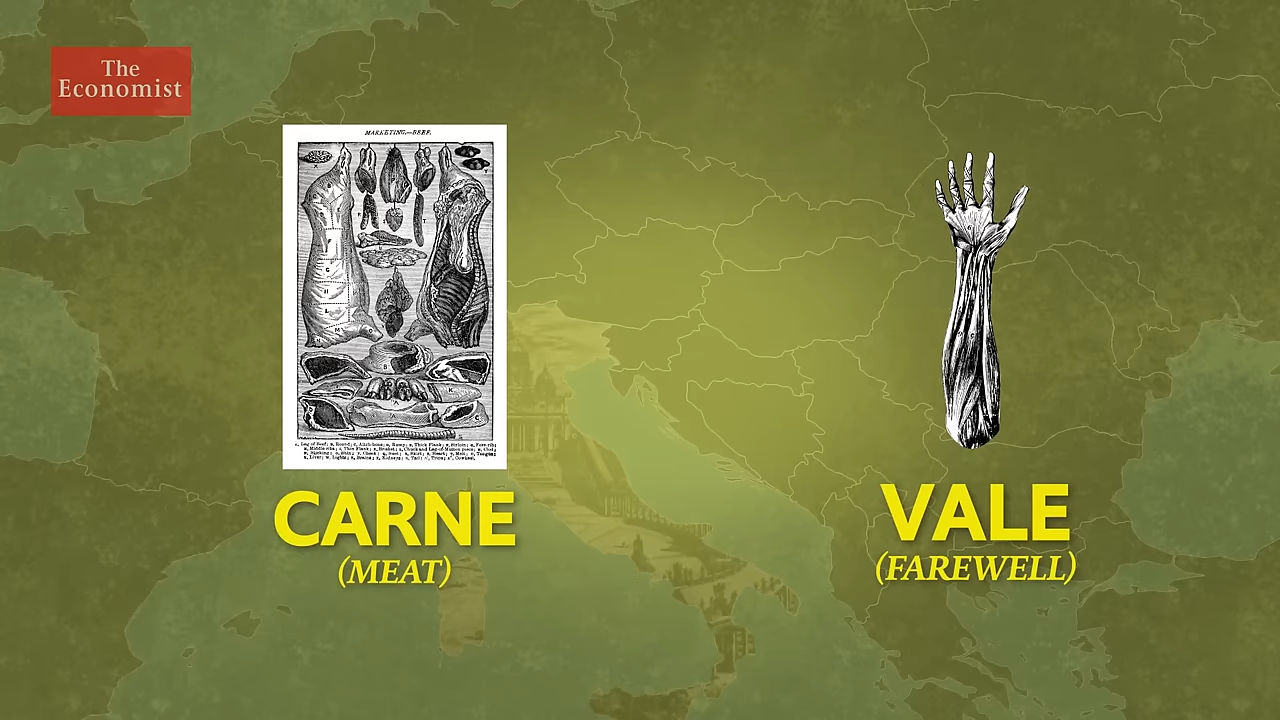 The
Economist
MARKETING.—BEEF.
CARNE
(MEAT)
VALE
(FAREWELL)